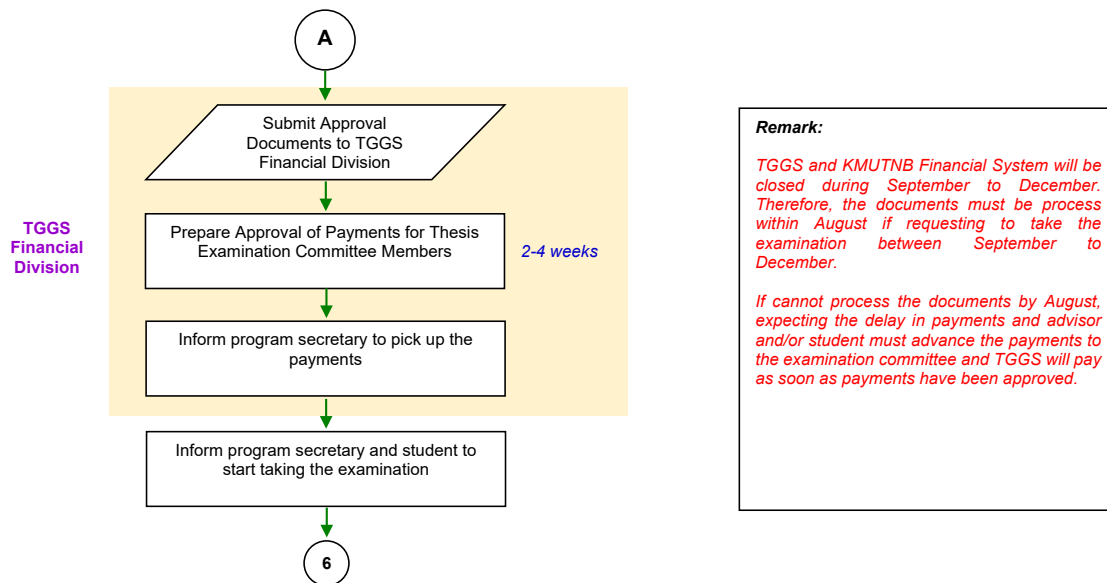 A
Submit Approval
Documents to TGGS
Financial Division
TGGS
Financial
Division
Prepare Approval of Payments for Thesis
Examination Committee Members
2-4 weeks
Inform program secretary to pick up the
payments
Inform program secretary and student to
start taking the examination
6
Remark:
TGGS and KMUTNB Financial System will be
closed during September to December.
Therefore, the documents must be process
within August if requesting to take the
examination between September to
December.
If cannot process the documents by August,
expecting the delay in payments and advisor
and/or student must advance the payments to
the examination committee and TGGS will pay
as soon as payments have been approved.